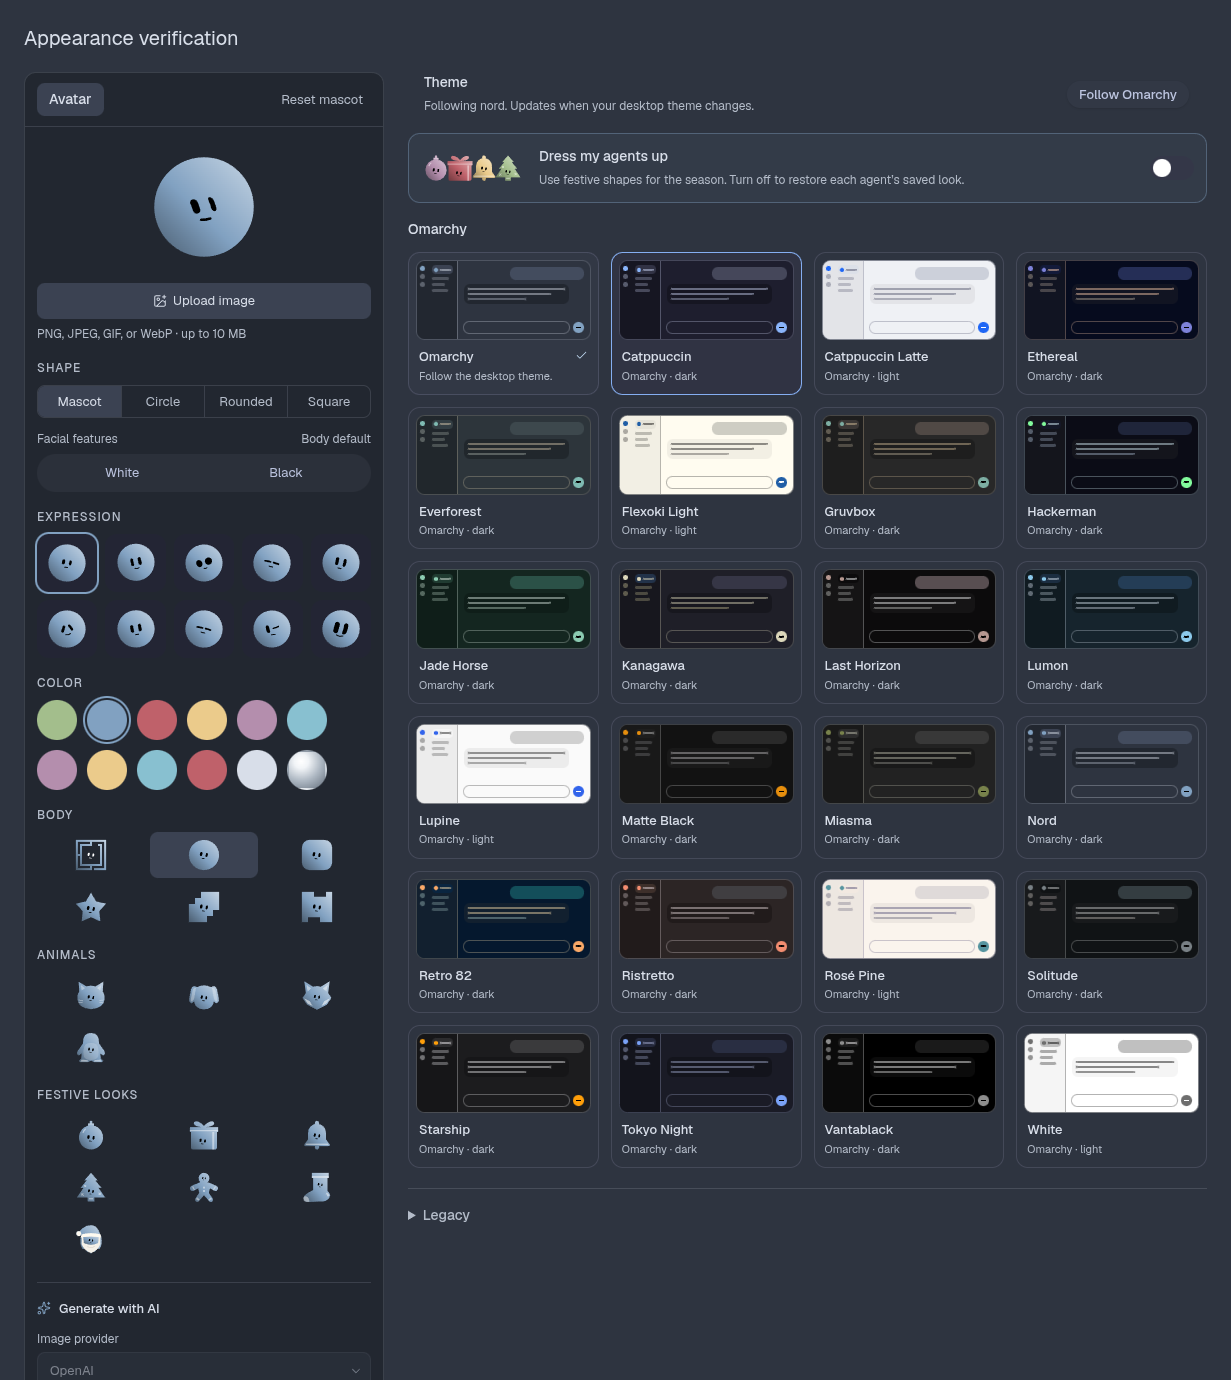 Appearance verification
Avatar
Reset mascot
Upload image
PNG, JPEG, GIF, or WebP · up to 10 MB
SHAPE
Mascot
Circle
Rounded
Square
Facial features
Body default
White
Black
EXPRESSION
COLOR
BODY
ANIMALS
FESTIVE LOOKS
Generate with AI
Image provider
OpenAI
Theme
Following nord. Updates when your desktop theme changes.
Follow Omarchy
Dress my agents up
Use festive shapes for the season. Turn off to restore each agent's saved look.
Omarchy
Omarchy
Follow the desktop theme.
Catppuccin
Omarchy · dark
Catppuccin Latte
Omarchy · light
Ethereal
Omarchy · dark
Everforest
Omarchy · dark
Flexoki Light
Omarchy · light
Gruvbox
Omarchy · dark
Hackerman
Omarchy · dark
Jade Horse
Omarchy · dark
Kanagawa
Omarchy · dark
Last Horizon
Omarchy · dark
Lumon
Omarchy · dark
Lupine
Omarchy · light
Matte Black
Omarchy · dark
Miasma
Omarchy · dark
Nord
Omarchy · dark
Retro 82
Omarchy · dark
Ristretto
Omarchy · dark
Rosé Pine
Omarchy · light
Solitude
Omarchy · dark
Starship
Omarchy · dark
Tokyo Night
Omarchy · dark
Vantablack
Omarchy · dark
White
Omarchy · light
Legacy